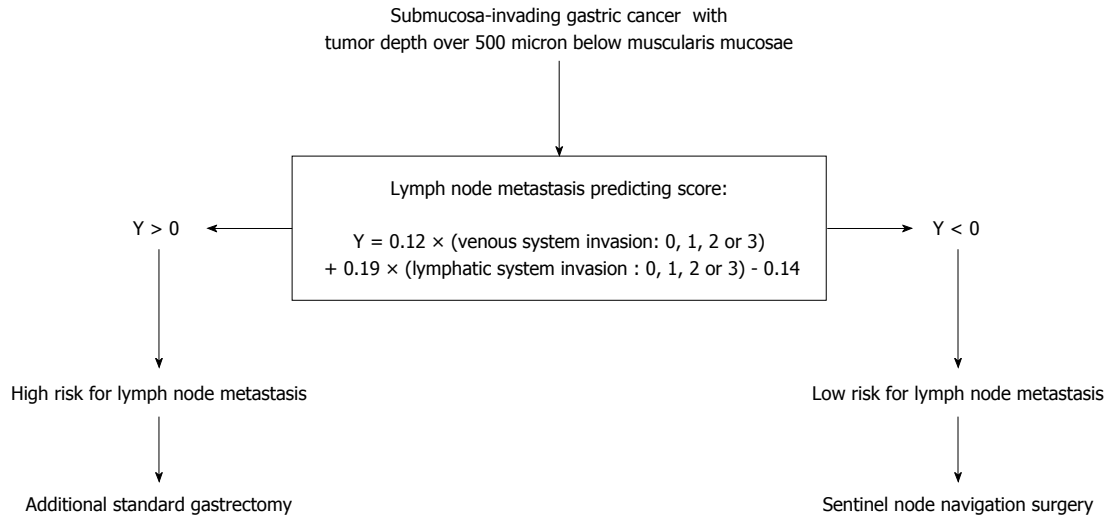 Submucosa-invading gastric cancer with
tumor depth over 500 micron below muscularis mucosae
Lymph node metastasis predicting score:
Y > 0
Y = 0.12 × (venous system invasion: 0, 1, 2 or 3)
+ 0.19 × (lymphatic system invasion : 0, 1, 2 or 3) - 0.14
Y < 0
High risk for lymph node metastasis
Low risk for lymph node metastasis
Additional standard gastrectomy
Sentinel node navigation surgery